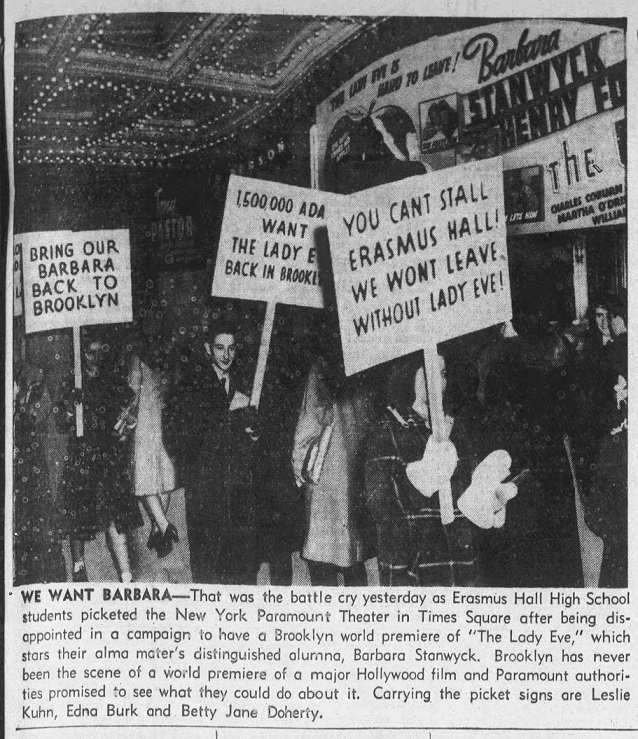 "THE LADY EVE IS
HARD TO LEAVE!
Barbara
STANWYCK
HENRY FO
the
CHARLES COBURN
MARTHA O'DRI
WILLIA
BRING OUR
BARBARA
BACK TO
BROOKLYN
1,500,000 ADA
WANT
THE LADY E
BACK IN BROOKL
YOU CANT STALL
ERASMUS HALL!
WE WONT LEAVE
WITHOUT LADY EVE!
WE WANT BARBARA—That was the battle cry yesterday as Erasmus Hall High School
students picketed the New York Paramount Theater in Times Square after being dis-
appointed in a campaign to have a Brooklyn world premiere of "The Lady Eve," which
stars their alma mater's distinguished alumna, Barbara Stanwyck. Brooklyn has never
been the scene of a world premiere of a major Hollywood film and Paramount authori-
ties promised to see what they could do about it. Carrying the picket signs are Leslie
Kuhn, Edna Burk and Betty Jane Doherty.